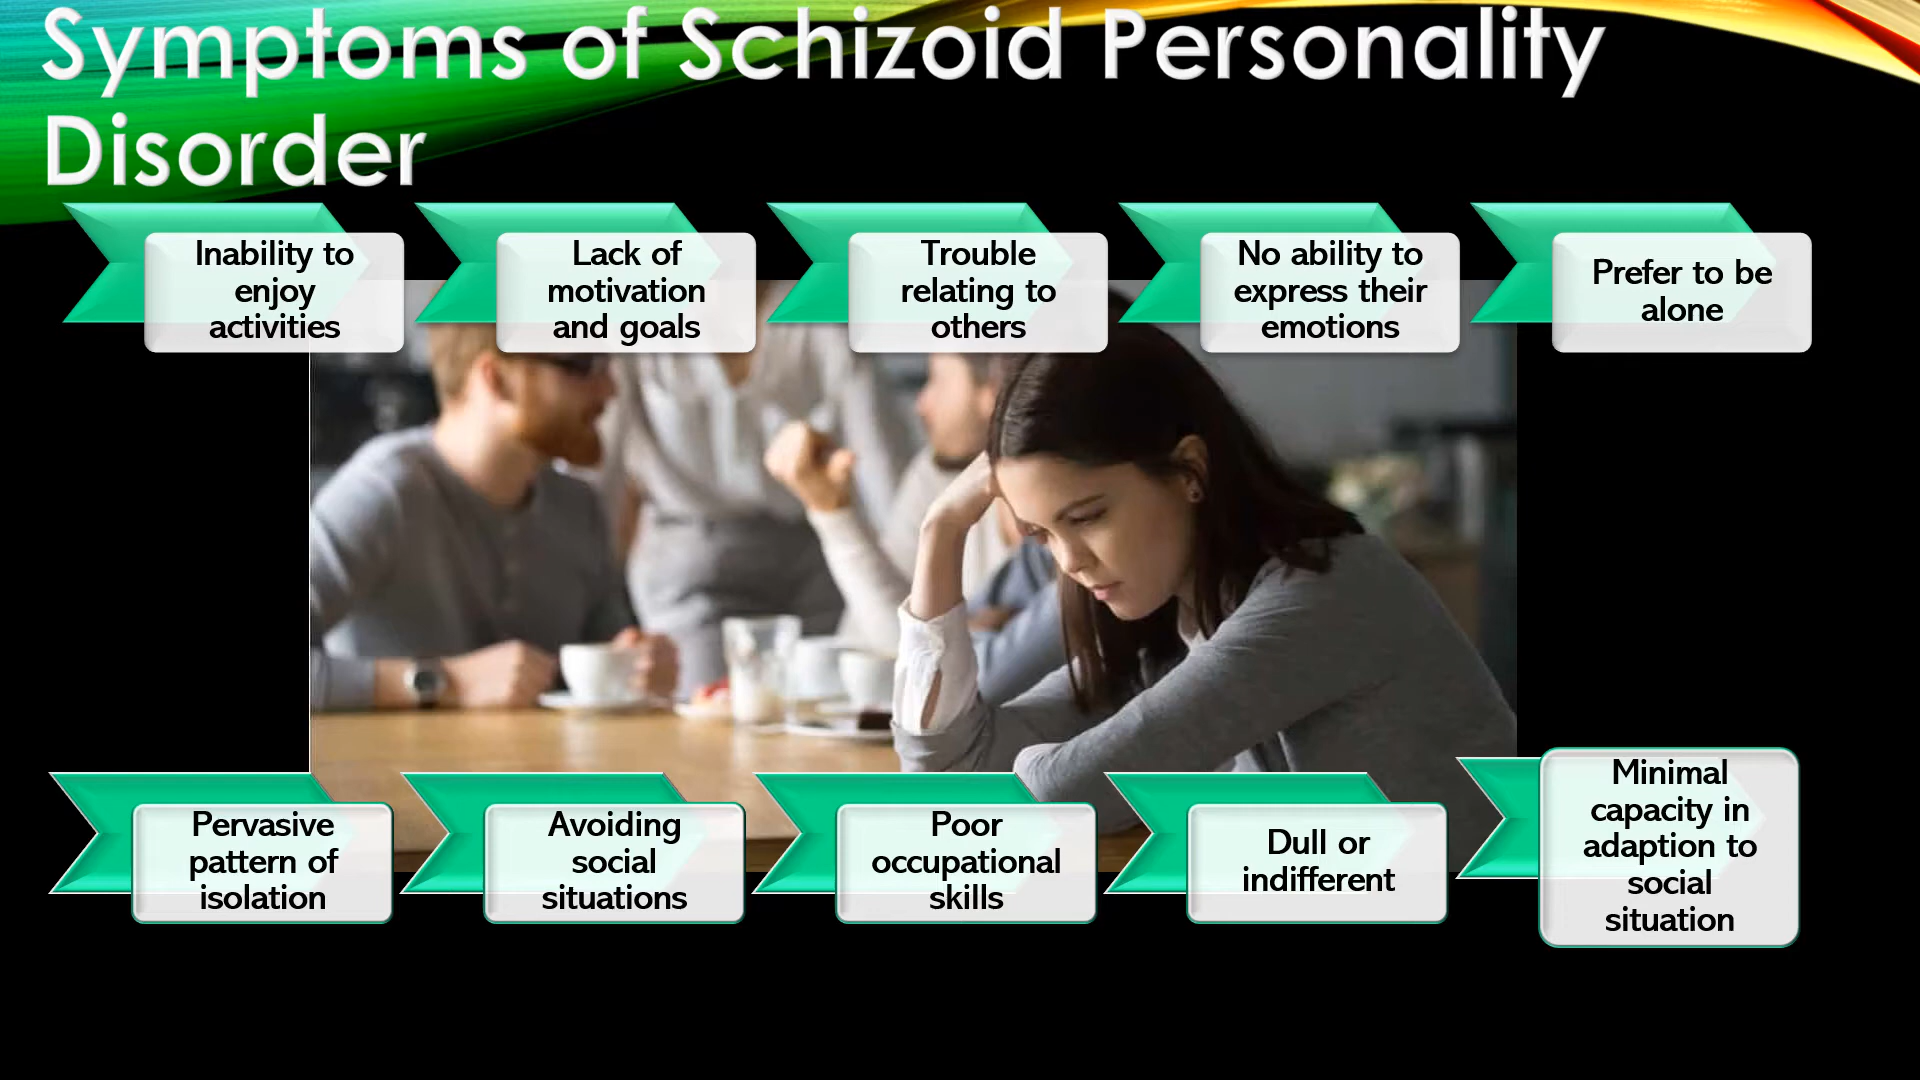 Symptoms of Schizoid Personality
Disorder
Inability to
enjoy
activities
Lack of
motivation
and goals
Trouble
relating to
others
No ability to
express their
emotions
Prefer to be
alone
Pervasive
pattern of
isolation
Avoiding
social
situations
Poor
occupational
skills
Dull or
indifferent
Minimal
capacity in
adaption to
social
situation